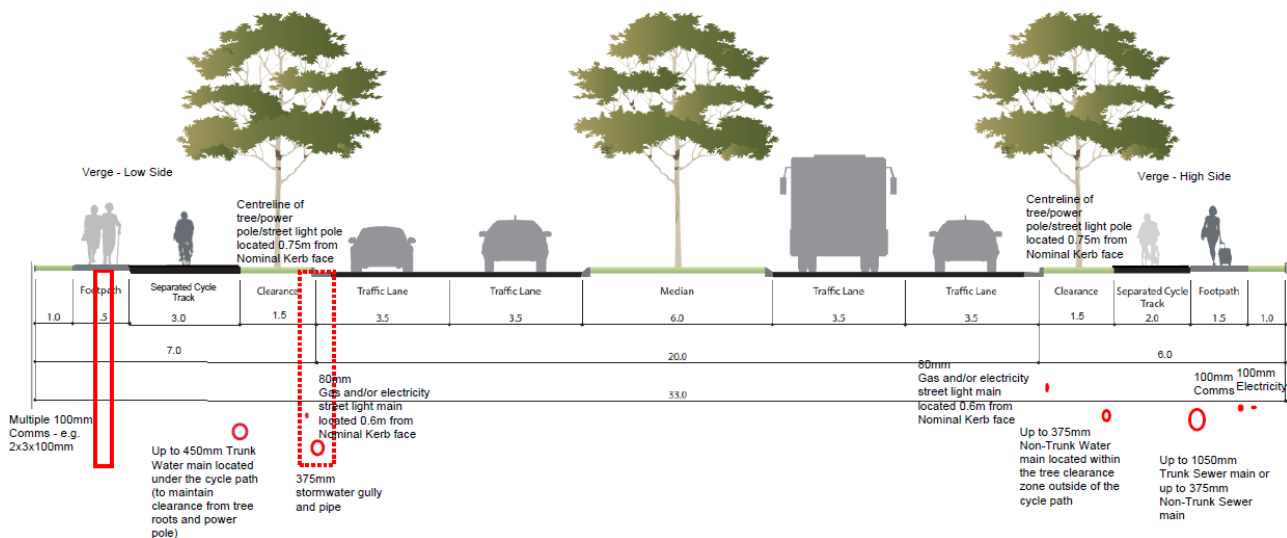 Verge - Low Side
Verge - High Side
Centreline of
tree/power
pole/street light pole
located 0.75m from
Nominal Kerb face
Centreline of
tree/power
pole/street light pole
located 0.75m from
Nominal Kerb face
Footpath
Separated Cycle
Track
Clearance
Traffic Lane
Traffic Lane
Median
Traffic Lane
Traffic Lane
Clearance
Separated Cycle
Track
Footpath
1.0
.5
3.0
1.5
3.5
3.5
6.0
3.5
3.5
1.5
2.0
1.5
1.0
7.0
20.0
6.0
33.0
Multiple 100mm
Comms - e.g.
2x3x100mm
Up to 450mm Trunk
Water main located
under the cycle path
(to maintain
clearance from tree
roots and power
pole)
80mm
Gas and/or electricity
street light main
located 0.6m from
Nominal Kerb face
375mm
stormwater gully
and pipe
80mm
Gas and/or electricity
street light main
located 0.6m from
Nominal Kerb face
Up to 375mm
Non-Trunk Water
main located within
the tree clearance
zone outside of the
cycle path
100mm
Comms
100mm
Electricity
Up to 1050mm
Trunk Sewer main or
up to 375mm
Non-Trunk Sewer
main